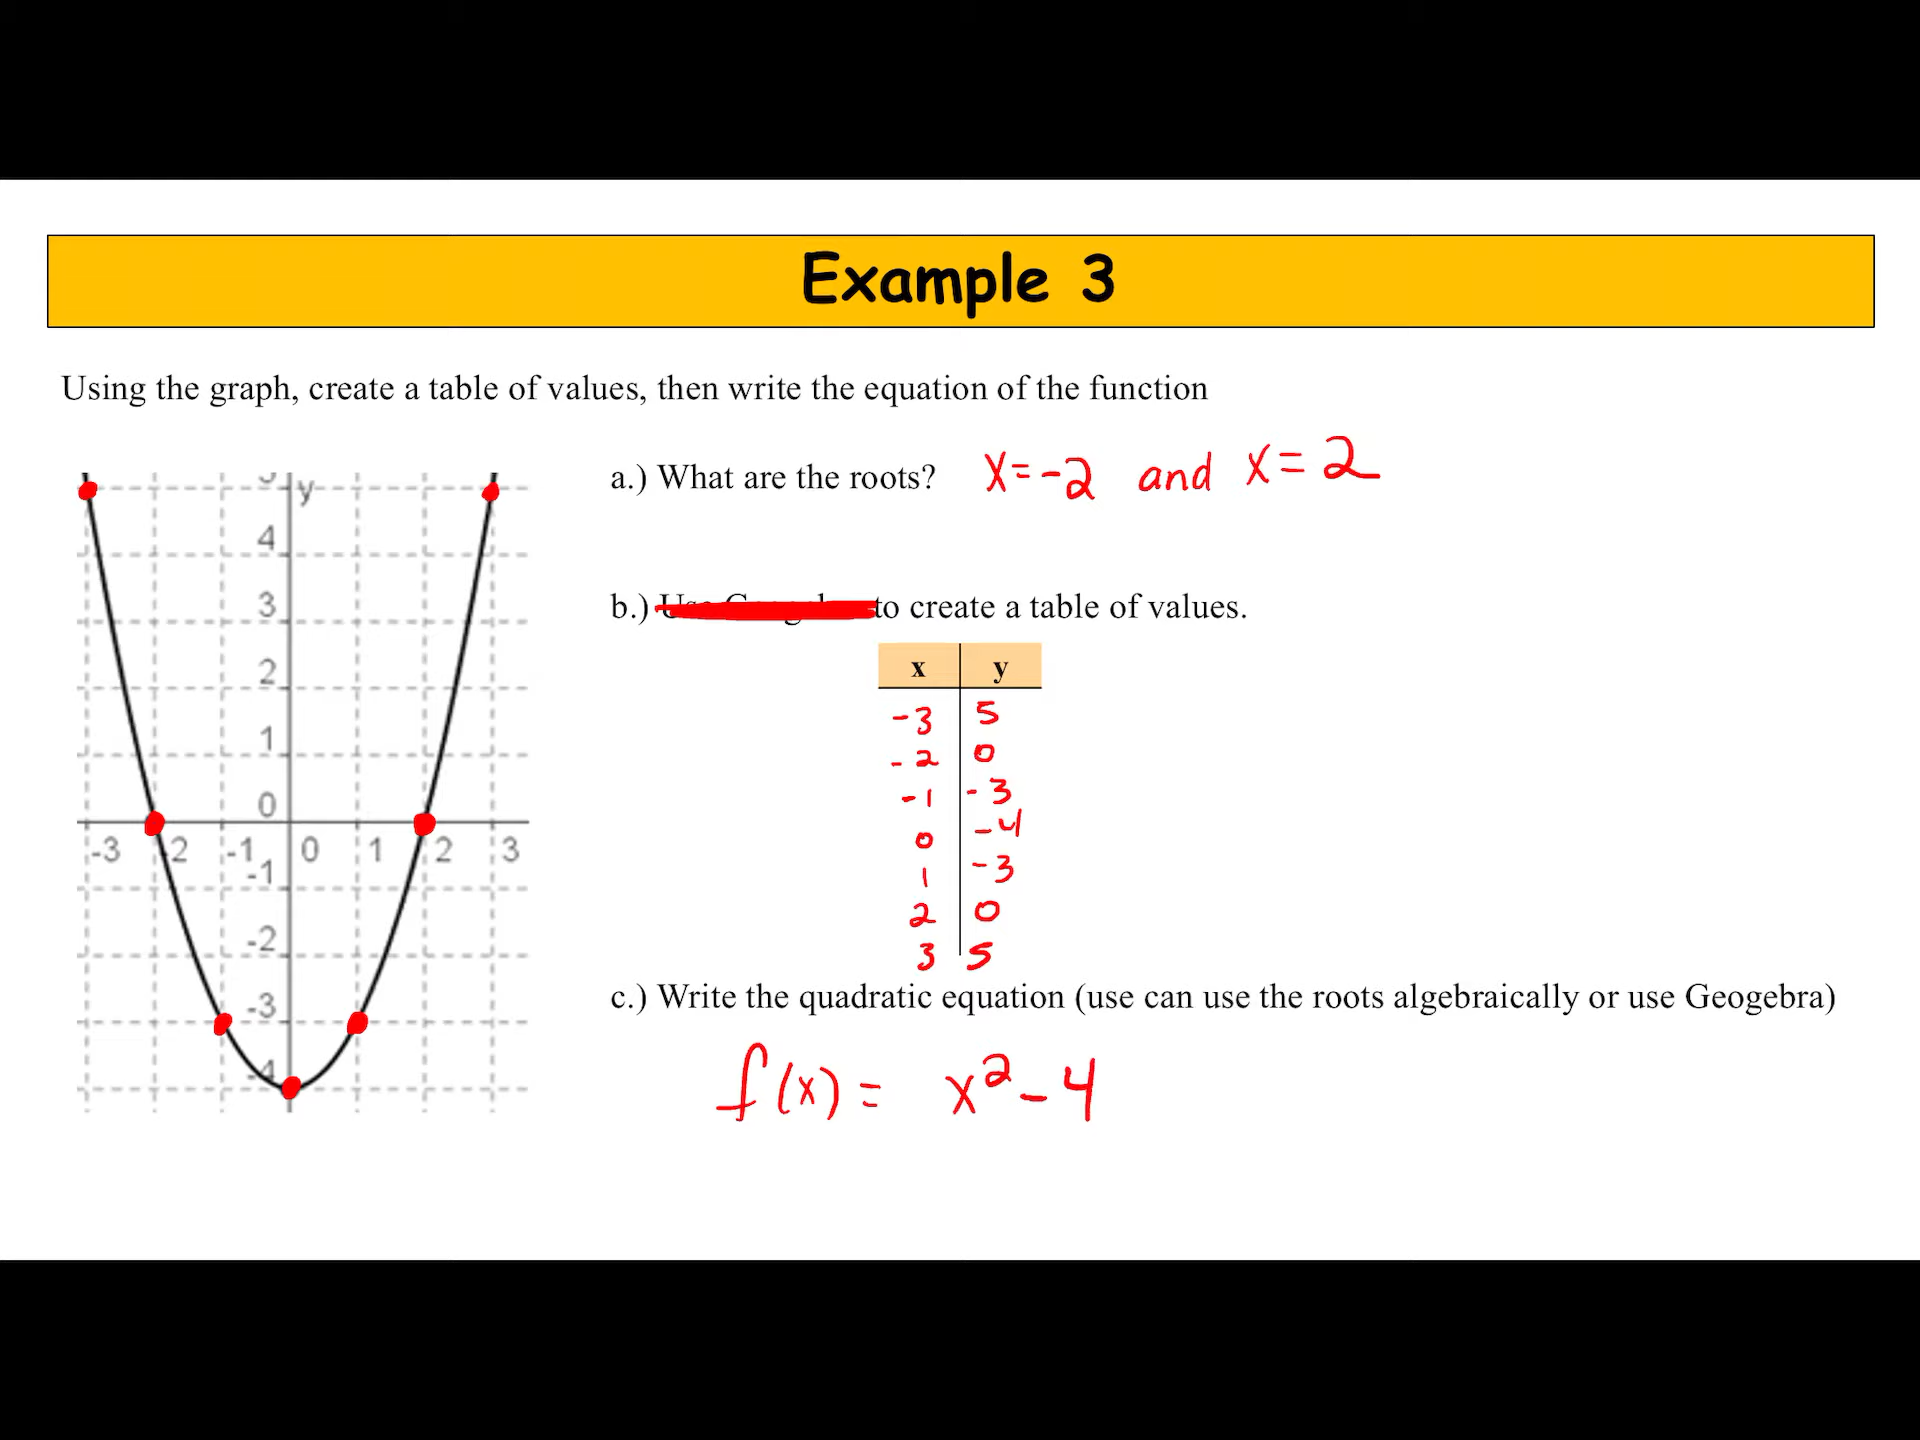 Example 3
Using the graph, create a table of values, then write the equation of the function
a.) What are the roots? x=-2 and x=2
b.) to create a table of values.
x y
-3 5
-2 0
-1 -3
0 -4
1 -3
2 0
3 5
c.) Write the quadratic equation (use can use the roots algebraically or use Geogebra)
f(x) = x²-4
y
4
3
2
1
0
-3 -2 -1 0 1 2 3
-1
-2
-3
-4